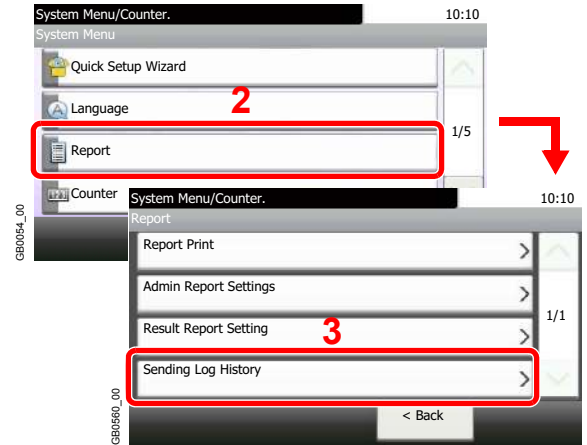 System Menu/Counter.
10:10
System Menu
Quick Setup Wizard
Language
2
1/5
Report
Counter
GB0054_00
System Menu/Counter.
10:10
Report
Report Print
Admin Report Settings
1/1
Result Report Setting
3
Sending Log History
< Back
GB0560_00